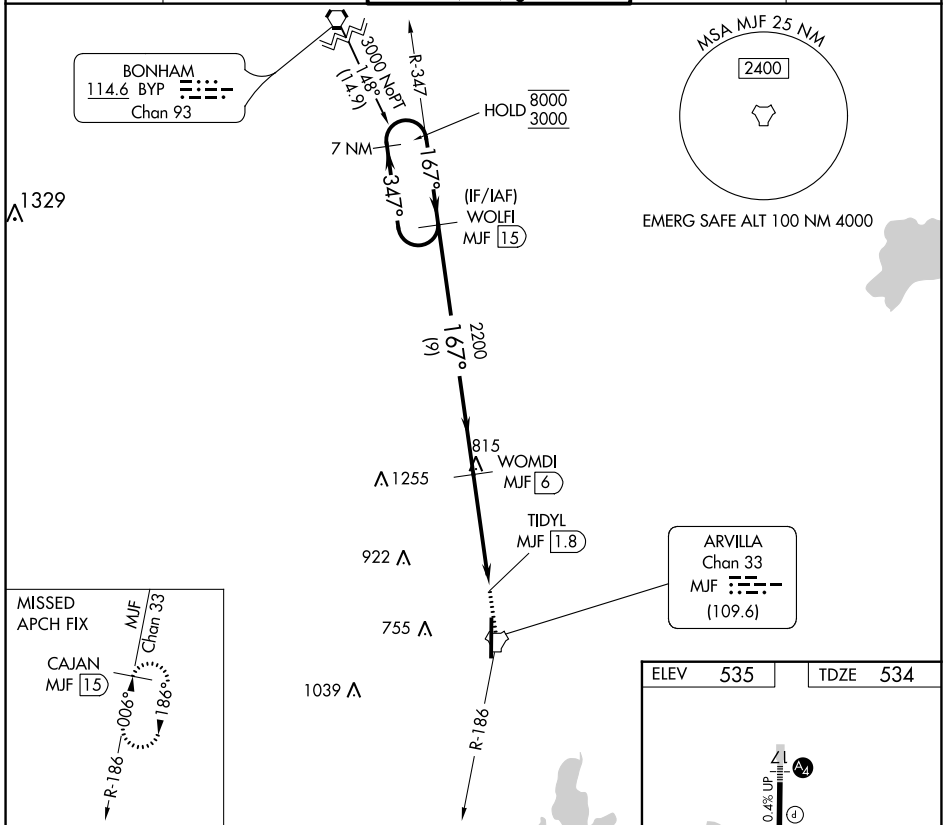 BONHAM
114.6 BYP
Chan 93
3000 NoPT
148°
(14.9)
R-347
HOLD 8000
3000
7 NM
347°
167°
(IF/IAF)
WOLFI
MJF 15
MSA MJF 25 NM
2400
EMERG SAFE ALT 100 NM 4000
1329
2200
167°
(9)
815
WOMDI
MJF 6
1255
TIDYL
MJF 1.8
922
ARVILLA
Chan 33
MJF
(109.6)
755
1039
R-186
MISSED
APCH FIX
MJF
Chan 33
CAJAN
MJF 15
006°
186°
R-186
ELEV 535
TDZE 534
17
A4
0.4% UP
P